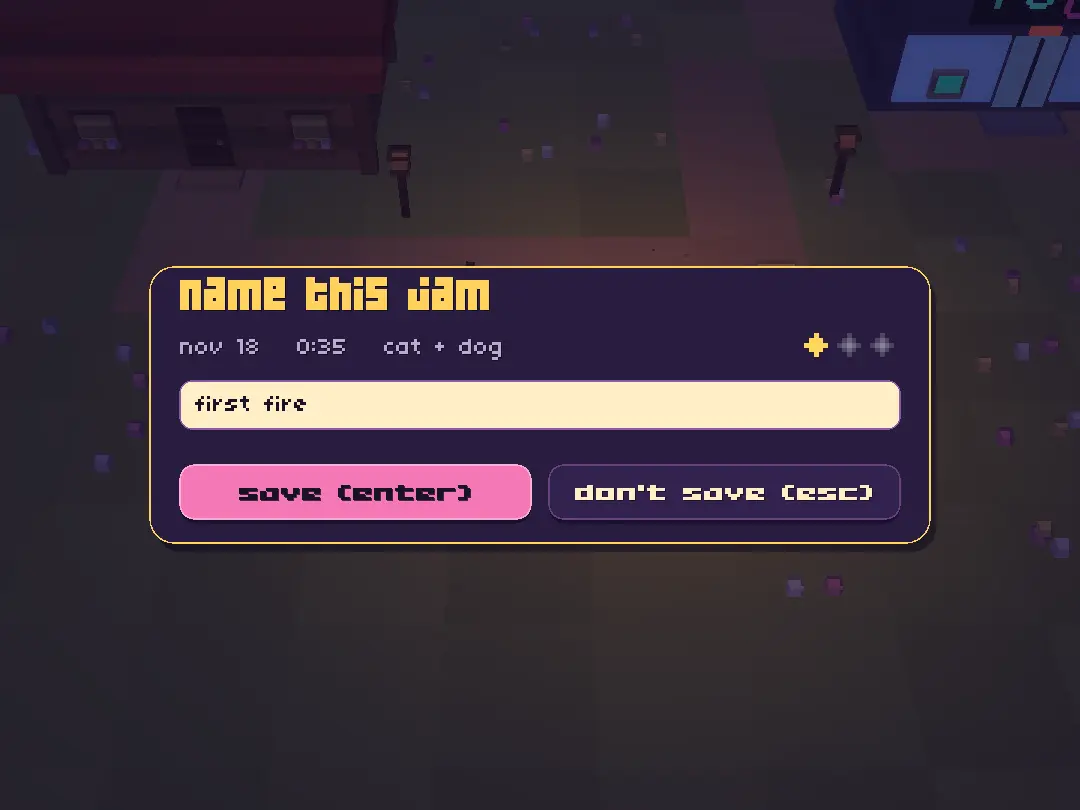 name this jam
nov 18 0:35 cat + dog
first fire
save (enter)
don't save (esc)